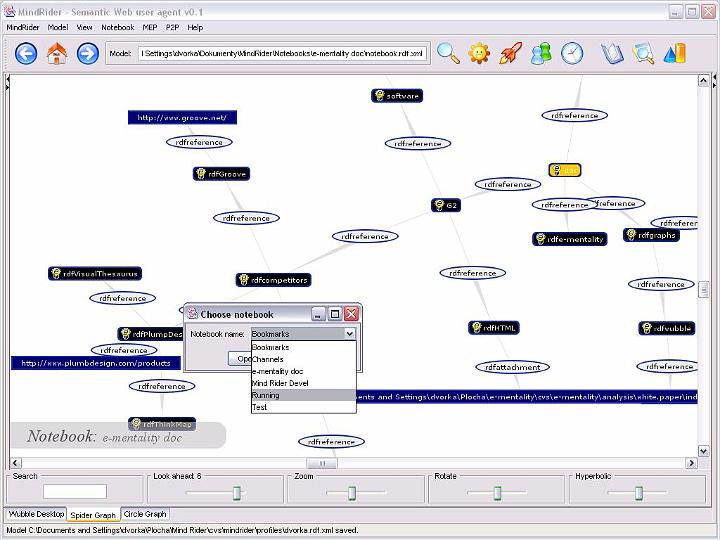 MindRider - Semantic Web user agent v0.1
MindRider Model View Notebook MEP P2P Help
Model: l Settings\dvorka\Dokumenty\MindRider\Notebooks\e-mentality doc\notebook.rdf.xml
software
http://www.groove.net/
rdfreference
rdfreference
rdfreference
rdfGroove
rdfreference
G2
rdfreference
rdfreference
rdfreference
rdfreference
rdfreference
rdfe-mentality
rdfgraphs
rdfVisualThesaurus
rdfcompetitors
rdfreference
rdfreference
rdfreference
Choose notebook
Notebook name: Bookmarks
rdfPlumpDes
rdfHTML
rdfwubble
Bookmarks
rdfreference
Ope
Channels
http://www.plumbdesign.com/products
rdfattachment
rdfreference
e-mentality doc
Mind Rider Devel
rdfreference
Running
ments and Settings\dvorka\Plocha\e-mentality\cvs\e-mentality\analysis\white.paper\ind
Test
rdfThinkMap
Notebook: e-mentality doc
rdfreference
Search Look ahead: 6 Zoom Rotate Hyperbolic
Wubble Desktop Spider Graph Circle Graph
Model C:\Documents and Settings\dvorka\Plocha\Mind Rider\cvs\mindrider\profiles\dvorka.rdf.xml saved.